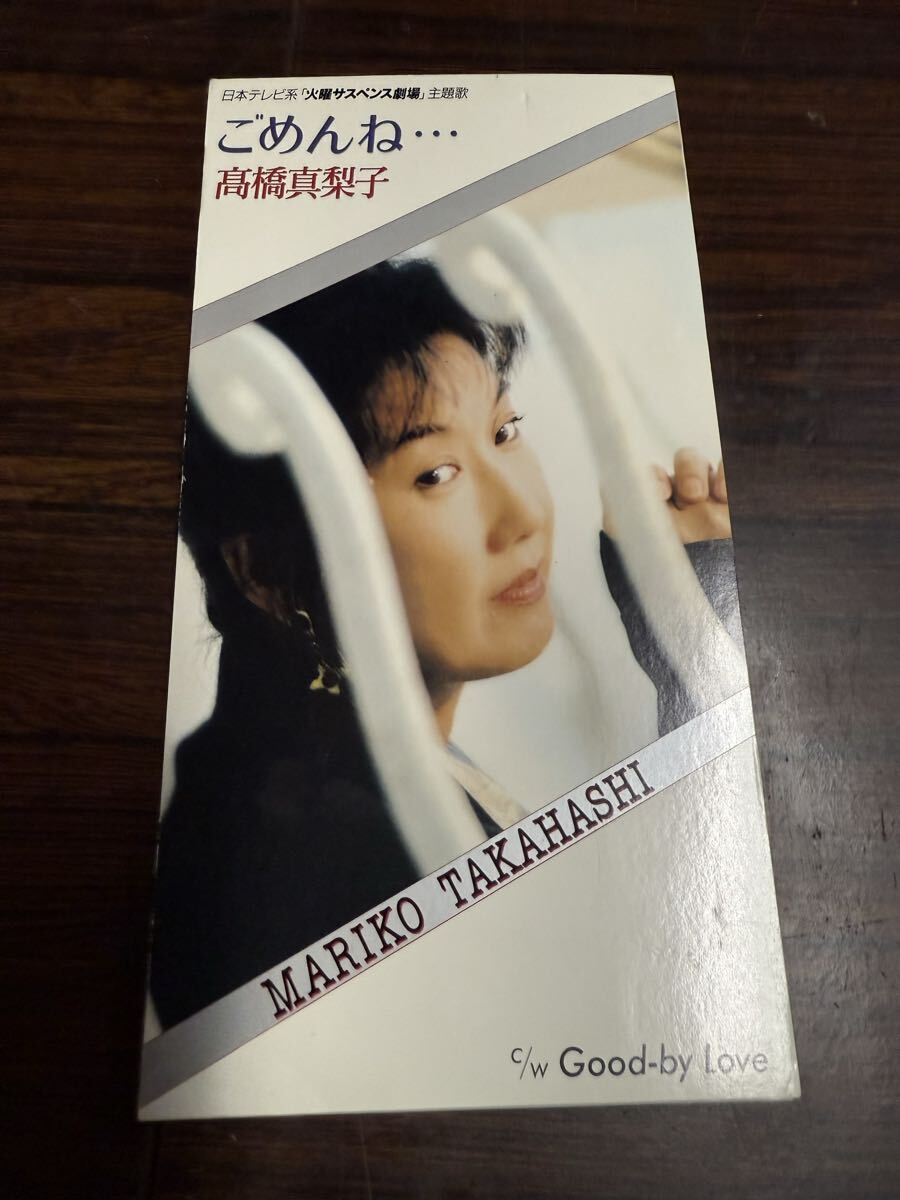 日本テレビ系「火曜サスペンス劇場」主題歌
ごめんね…
髙橋真梨子
MARIKO TAKAHASHI
c/w Good-by Love